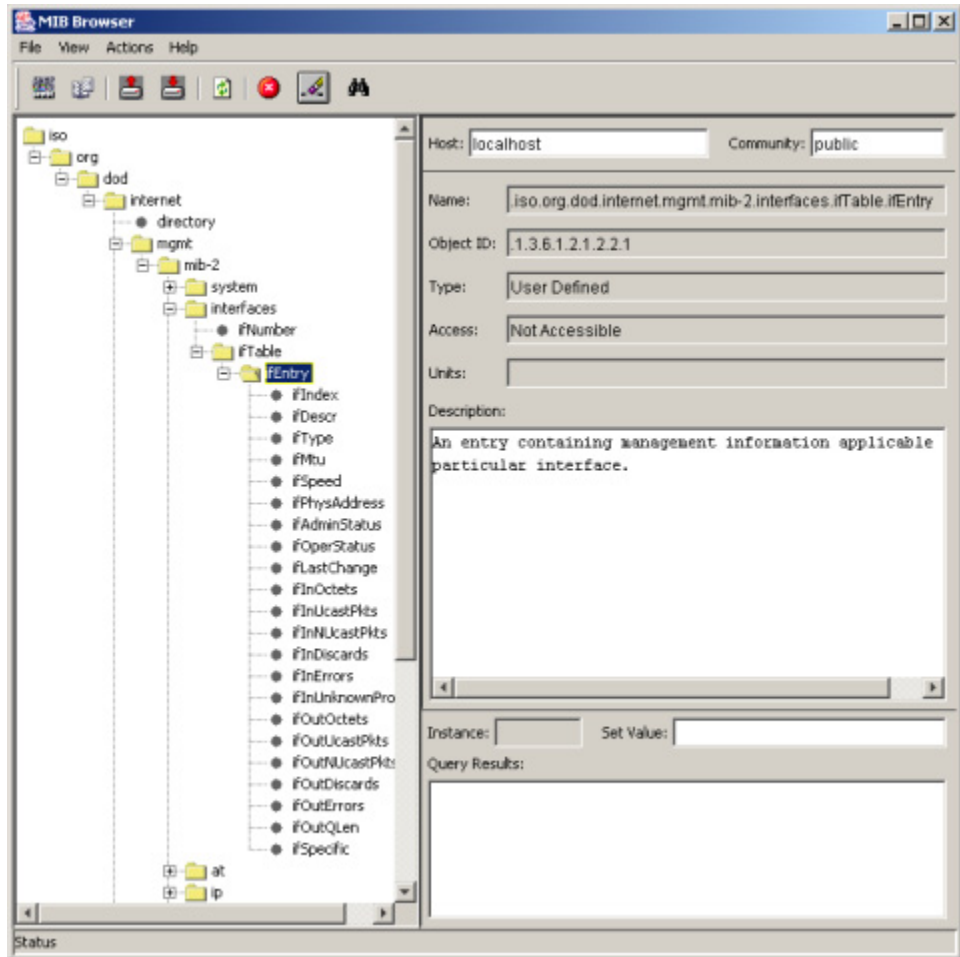 MIB Browser
File View Actions Help
iso
org
dod
internet
directory
mgmt
mib-2
system
interfaces
ifNumber
ifTable
ifEntry
ifIndex
ifDescr
ifType
ifMtu
ifSpeed
ifPhysAddress
ifAdminStatus
ifOperStatus
ifLastChange
ifInOctets
ifInUcastPkts
ifInNUcastPkts
ifInDiscards
ifInErrors
ifInUnknownPro
ifOutOctets
ifOutUcastPkts
ifOutNUcastPkts
ifOutDiscards
ifOutErrors
ifOutQLen
ifSpecific
at
ip
Host: localhost Community: public
Name: .iso.org.dod.internet.mgmt.mib-2.interfaces.ifTable.ifEntry
Object ID: .1.3.6.1.2.1.2.2.1
Type: User Defined
Access: Not Accessible
Units:
Description:
An entry containing management information applicable
particular interface.
Instance: Set Value:
Query Results:
Status